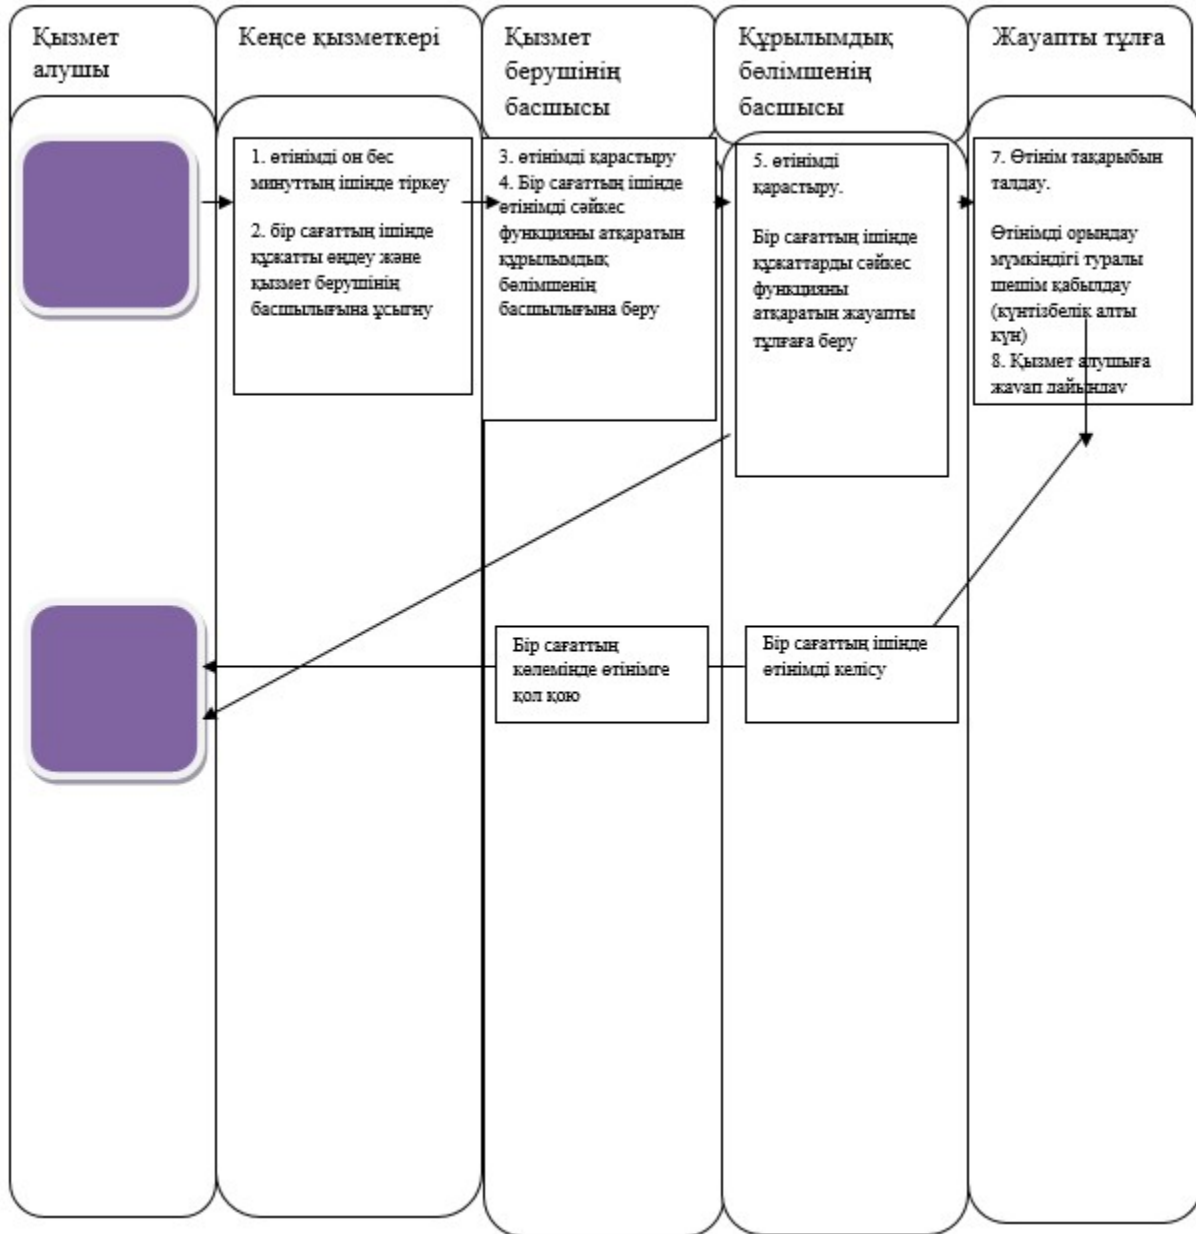 Қызмет
алушы
Кеңсе қызметкері
Қызмет
берушінің
басшысы
Құрылымдық
бөлімшенің
басшысы
Жауапты тұлға
1. өтінімді он бес
минуттың ішінде тіркеу
2. бір сағаттың ішінде
құжатты өңдеу және
қызмет берушінің
басшылығына ұсыгну
3. өтінімді қарастыру
4. Бір сағаттың ішінде
өтінімді сәйкес
функцияны атқаратын
құрылымдық
бөлімшенің
басшылығына беру
5. өтінімді
қарастыру.
Бір сағаттың ішінде
құжаттарды сәйкес
функцияны
атқаратын жауапты
тұлғаға беру
7. Өтінім тақарыбын
талдау.
Өтінімді орындау
мүмкіндігі туралы
шешім қабылдау
(күнтізбелік алты
күн)
8. Қызмет алушыға
жауап дайындау
Бір сағаттың
көлемінде өтінімге
қол қою
Бір сағаттың ішінде
өтінімді келісу